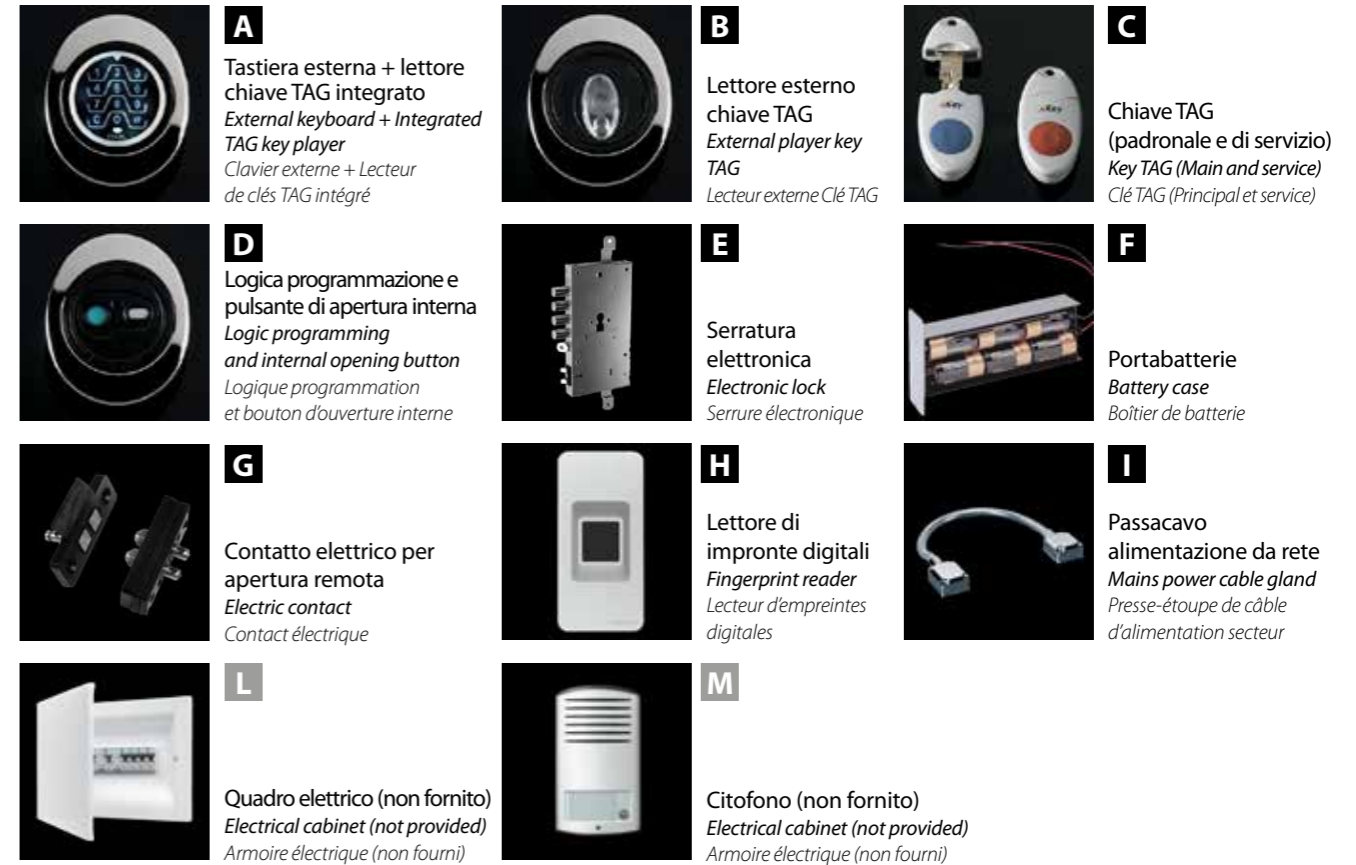 A
Tastiera esterna + lettore
chiave TAG integrato
External keyboard + Integrated
TAG key player
Clavier externe + Lecteur
de clés TAG intégré
B
Lettore esterno
chiave TAG
External player key
TAG
Lecteur externe Clé TAG
C
Chiave TAG
(padronale e di servizio)
Key TAG (Main and service)
Clé TAG (Principal et service)
D
Logica programmazione e
pulsante di apertura interna
Logic programming
and internal opening button
Logique programmation
et bouton d'ouverture interne
E
Serratura
elettronica
Electronic lock
Serrure électronique
F
Portabatterie
Battery case
Boîtier de batterie
G
Contatto elettrico per
apertura remota
Electric contact
Contact électrique
H
Lettore di
impronte digitali
Fingerprint reader
Lecteur d'empreintes
digitales
I
Passacavo
alimentazione da rete
Mains power cable gland
Presse-étoupe de câble
d'alimentation secteur
L
Quadro elettrico (non fornito)
Electrical cabinet (not provided)
Armoire électrique (non fourni)
M
Citofono (non fornito)
Electrical cabinet (not provided)
Armoire électrique (non fourni)